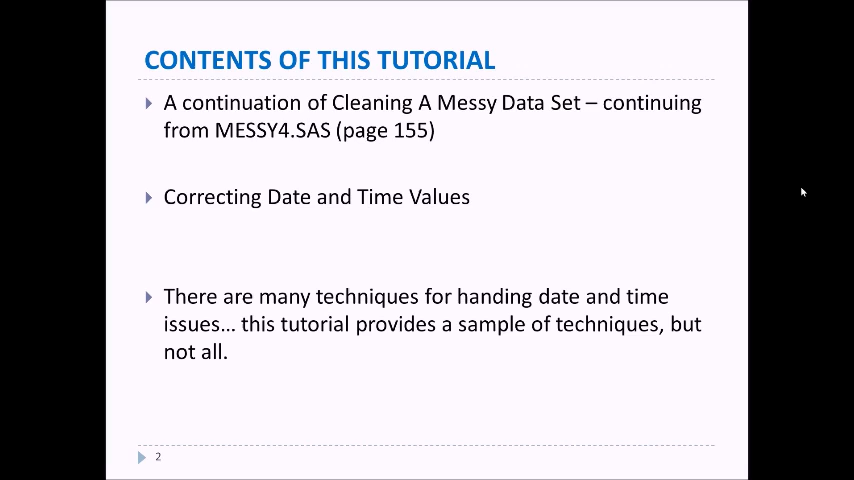 CONTENTS OF THIS TUTORIAL
A continuation of Cleaning A Messy Data Set – continuing
from MESSY4.SAS (page 155)
Correcting Date and Time Values
There are many techniques for handing date and time
issues… this tutorial provides a sample of techniques, but
not all.
2